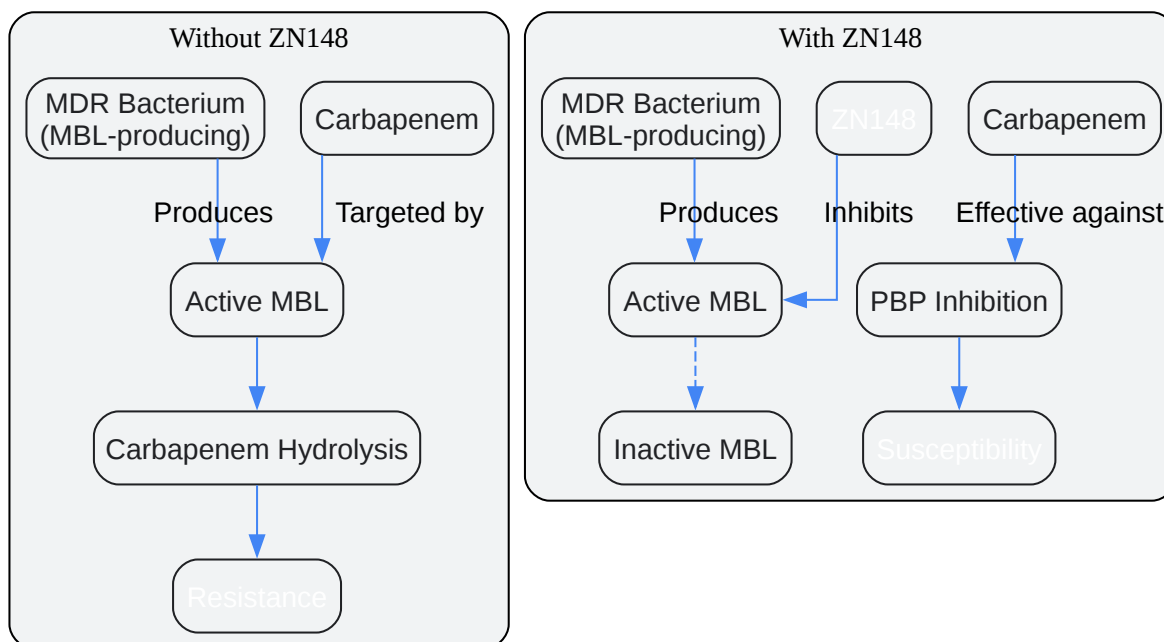 Without ZN148
MDR Bacterium
(MBL-producing)
Carbapenem
Produces
Targeted by
Active MBL
Carbapenem Hydrolysis
Resistance
With ZN148
MDR Bacterium
(MBL-producing)
ZN148
Carbapenem
Produces
Inhibits
Effective against
Active MBL
PBP Inhibition
Inactive MBL
Susceptibility